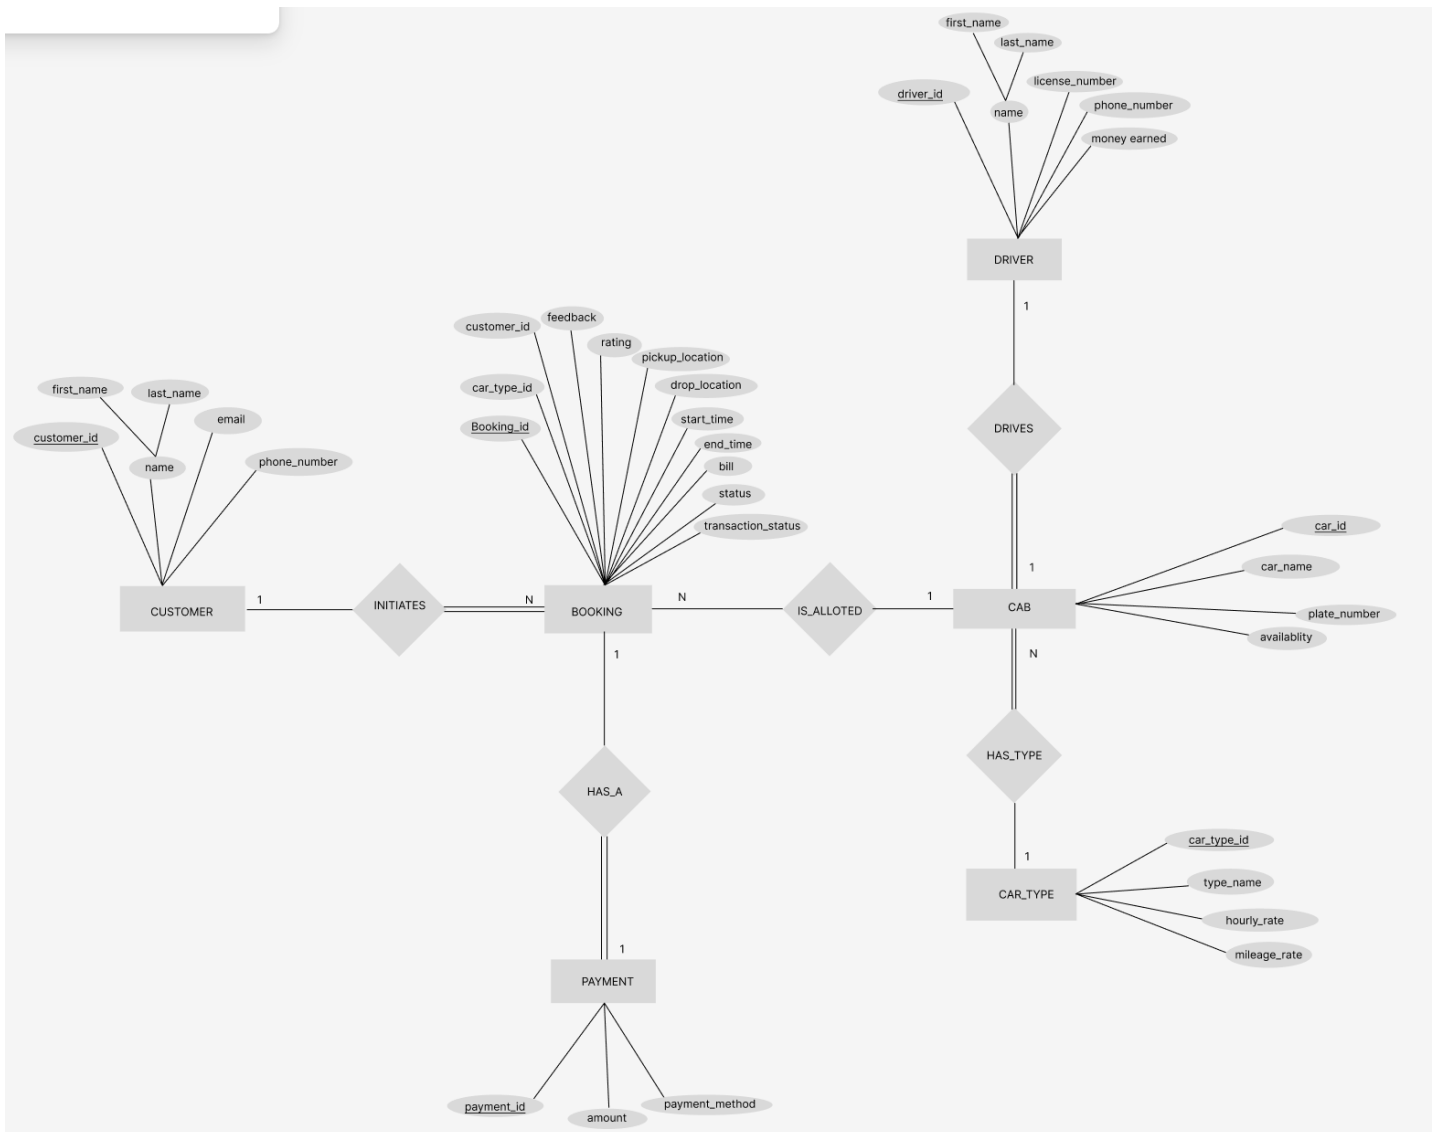 first_name
last_name
driver_id
license_number
name
phone_number
money earned
DRIVER
1
DRIVES
1
customer_id
feedback
rating
pickup_location
car_type_id
drop_location
Booking_id
start_time
end_time
bill
status
transaction_status
first_name
last_name
customer_id
email
name
phone_number
CUSTOMER
1
INITIATES
N
BOOKING
N
IS_ALLOTED
1
CAB
car_id
car_name
plate_number
availablity
N
HAS_TYPE
1
CAR_TYPE
car_type_id
type_name
hourly_rate
mileage_rate
1
HAS_A
1
PAYMENT
payment_id
amount
payment_method